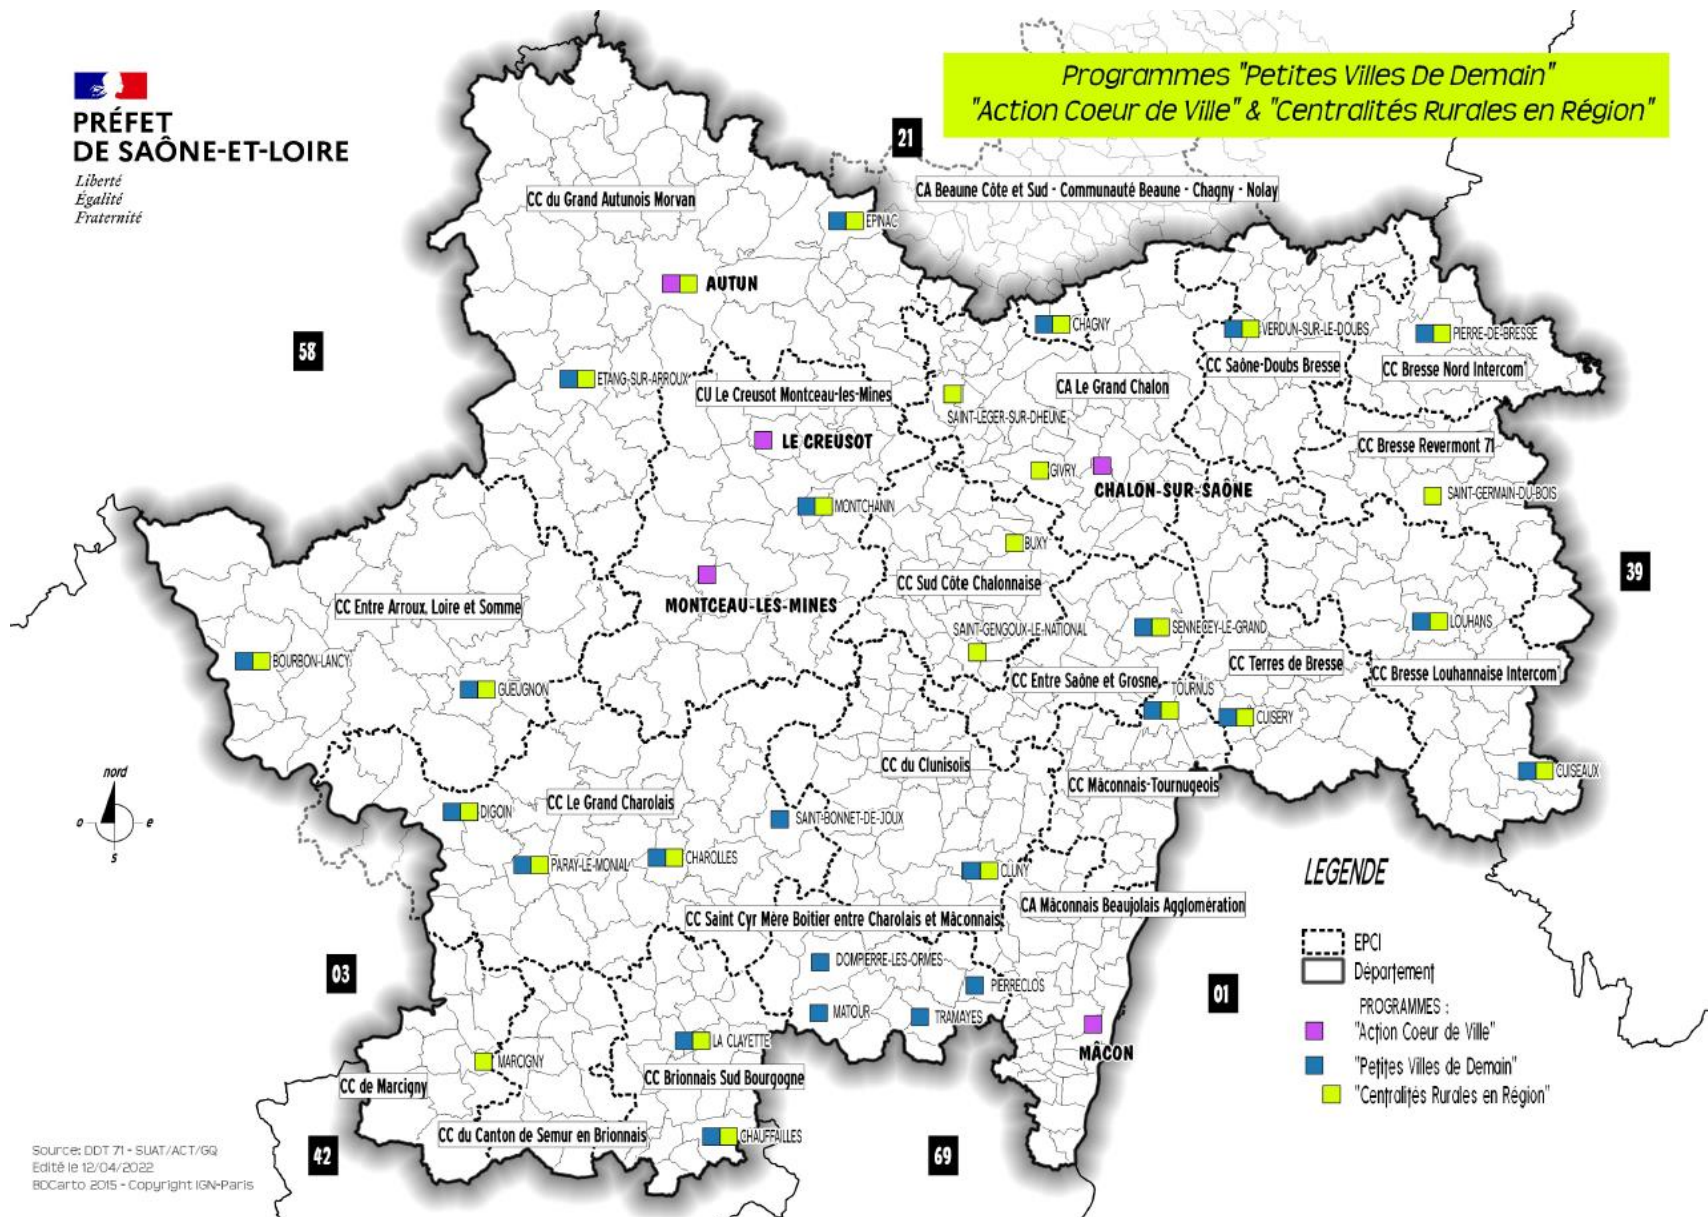 PRÉFET
DE SAÔNE-ET-LOIRE
Liberté
Égalité
Fraternité
Programmes "Petites Villes De Demain"
"Action Coeur de Ville" & "Centralités Rurales en Région"
21
CA Beaune Côte et Sud - Communauté Beaune - Chagny - Nolay
CC du Grand Autunois Morvan
EPINAC
AUTUN
CHAGNY
VERDUN-SUR-LE-DOUBS
PIERRE-DE-BRESSE
58
CC Saône-Doubs Bresse
CC Bresse Nord Intercom'
ETANG-SUR-ARROUX
CU Le Creusot Montceau-les-Mines
CA Le Grand Chalon
SAINT-LEGER-SUR-DHEUNE
LE CREUSOT
CC Bresse Revermont 71
GIVRY
CHALON-SUR-SAÔNE
SAINT-GERMAIN-DU-BOIS
MONTCHANIN
BUXY
39
CC Sud Côte Chalonnaise
MONTCEAU-LES-MINES
CC Entre Arroux, Loire et Somme
SAINT-GENGOUX-LE-NATIONAL
SENNECEY-LE-GRAND
LOUHANS
BOURBON-LANCY
CC Terres de Bresse
CC Bresse Louhannaise Intercom'
CC Entre Saône et Grosne
GUEUGNON
TOURNUS
CUISERY
CC du Clunisois
CUISEAUX
CC Mâconnais-Tournugeois
nord
o
e
s
CC Le Grand Charolais
DIGOIN
SAINT-BONNET-DE-JOUX
PARAY-LE-MONIAL
CHAROLLES
CLUNY
CA Mâconnais Beaujolais Agglomération
CC Saint Cyr Mère Boitier entre Charolais et Mâconnais
DOMPIERRE-LES-ORMES
03
PIERRECLOS
01
MATOUR
TRAMAYES
LA CLAYETTE
MÂCON
MARCIGNY
CC de Marcigny
CC Brionnais Sud Bourgogne
CC du Canton de Semur en Brionnais
CHAUFFAILLES
42
69
LEGENDE
EPCI
Département
PROGRAMMES :
"Action Coeur de Ville"
"Petites Villes de Demain"
"Centralités Rurales en Région"
Source: DDT 71 - SUAT/ACT/GQ
Edité le 12/04/2022
BDCarto 2015 - Copyright IGN-Paris